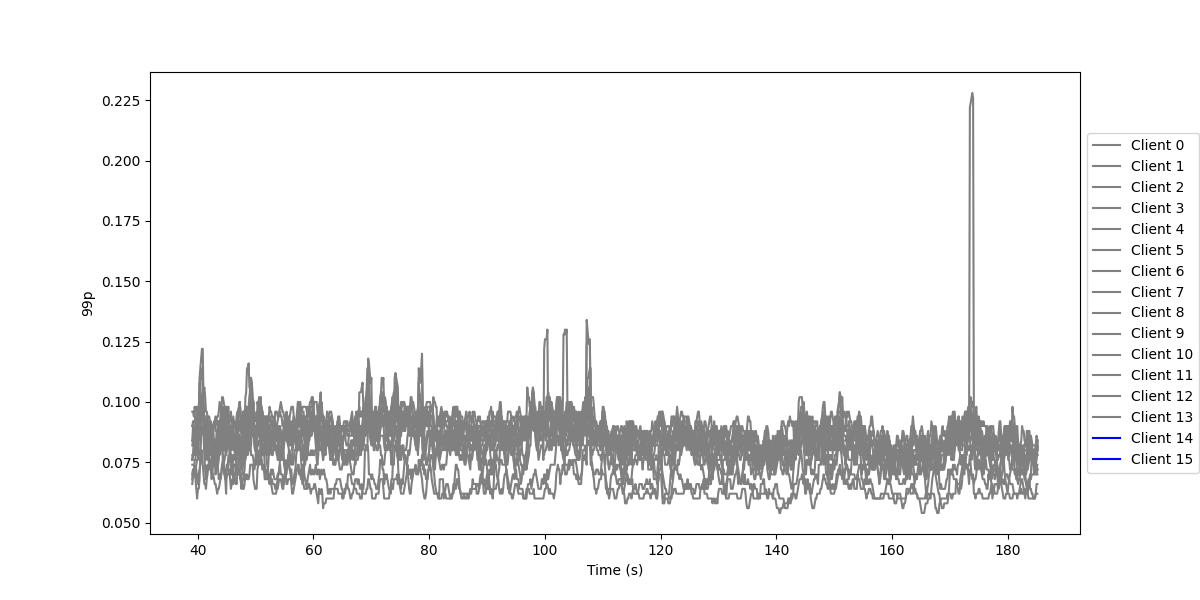 0.225
0.200
0.175
0.150
0.125
0.100
0.075
0.050
99p
40 60 80 100 120 140 160 180
Time (s)
Client 0
Client 1
Client 2
Client 3
Client 4
Client 5
Client 6
Client 7
Client 8
Client 9
Client 10
Client 11
Client 12
Client 13
Client 14
Client 15